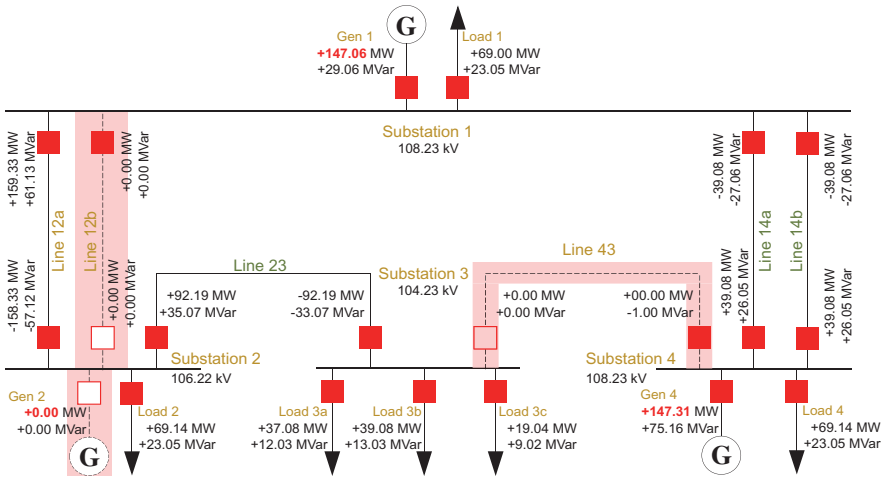 G
Gen 1
+147.06 MW
+29.06 MVar
Load 1
+69.00 MW
+23.05 MVar
Substation 1
108.23 kV
+159.33 MW
+61.13 MVar
+0.00 MW
+0.00 MVar
-39.08 MW
-27.06 MVar
-39.08 MW
-27.06 MVar
Line 12a
Line 12b
Line 14a
Line 14b
-158.33 MW
-57.12 MVar
+0.00 MW
+0.00 MVar
Line 23
+92.19 MW
+35.07 MVar
-92.19 MW
-33.07 MVar
Substation 3
104.23 kV
Line 43
+0.00 MW
+0.00 MVar
+00.00 MW
-1.00 MVar
+39.08 MW
+26.05 MVar
+39.08 MW
+26.05 MVar
Substation 2
106.22 kV
Substation 4
108.23 kV
Gen 2
+0.00 MW
+0.00 MVar
G
Load 2
+69.14 MW
+23.05 MVar
Load 3a
+37.08 MW
+12.03 MVar
Load 3b
+39.08 MW
+13.03 MVar
Load 3c
+19.04 MW
+9.02 MVar
Gen 4
+147.31 MW
+75.16 MVar
G
Load 4
+69.14 MW
+23.05 MVar